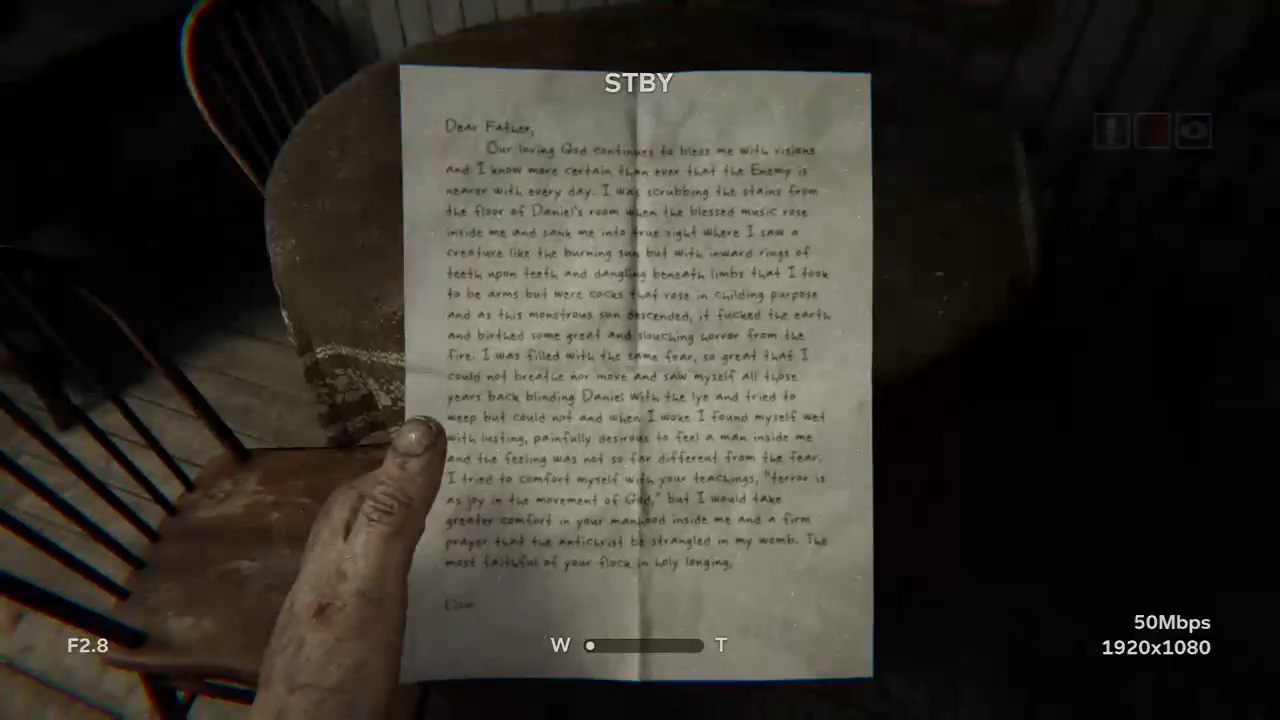 STBY
Dear Father,
Our loving God continues to bless me with visions
and I know more certain than ever that the Enemy is
nearer with every day. I was scrubbing the stains from
the floor of Daniel's room when the blessed music rose
inside me and sank me into true sight where I saw a
creature like the burning sun but with inward rings of
teeth upon teeth and dangling beneath limbs that I took
to be arms but were cocks that rose in childing purpose
and as this monstrous sun descended, it fucked the earth
and birthed some great and slouching horror from the
fire. I was filled with the same fear, so great that I
could not breathe nor move and saw myself all those
years back blinding Daniel with the lye and tried to
weep but could not and when I woke I found myself wet
with lusting, painfully desirous to feel a man inside me
and the feeling was not so far different from the fear.
I tried to comfort myself with your teachings, "terror is
as joy in the movement of God," but I would take
greater comfort in your manhood inside me and a firm
prayer that the antichrist be strangled in my womb. The
most faithful of your flock in holy longing,
F2.8
W T
50Mbps
1920x1080